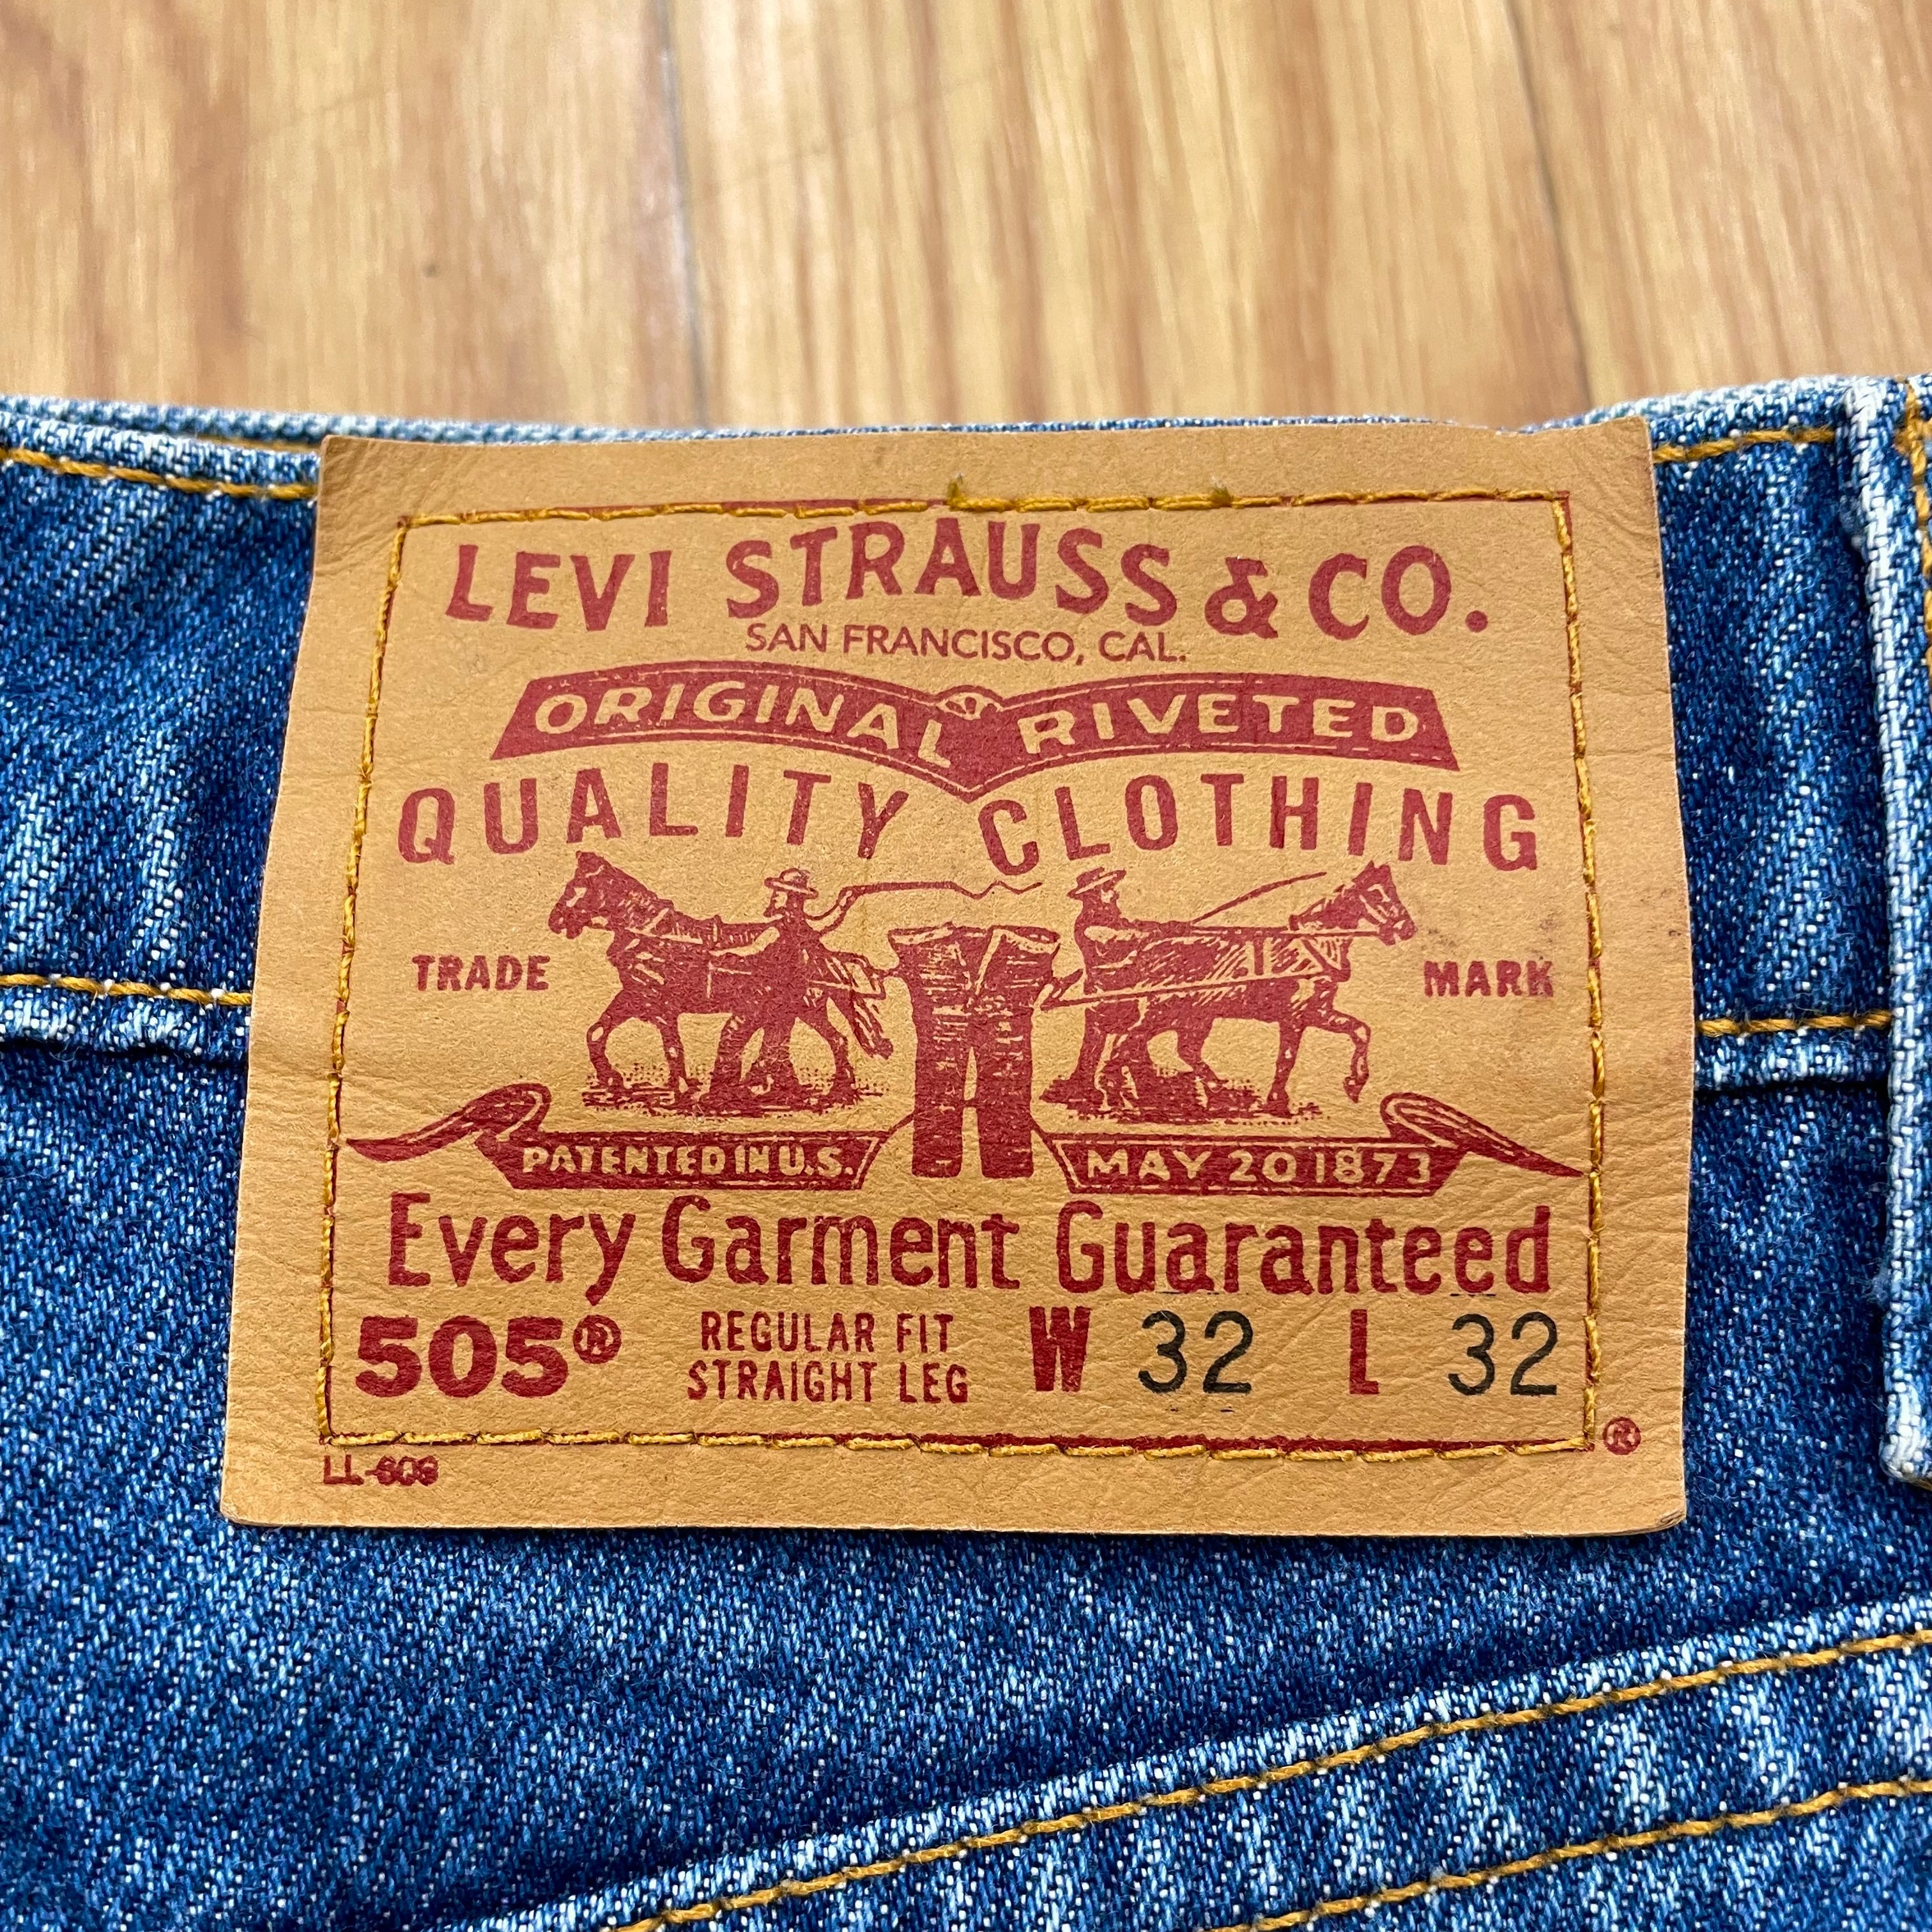 LEVI STRAUSS & CO.
SAN FRANCISCO, CAL.
ORIGINAL RIVETED
QUALITY CLOTHING
TRADE MARK
PATENTED IN U.S. MAY 20 1873
Every Garment Guaranteed
505® REGULAR FIT W 32 L 32
STRAIGHT LEG
®